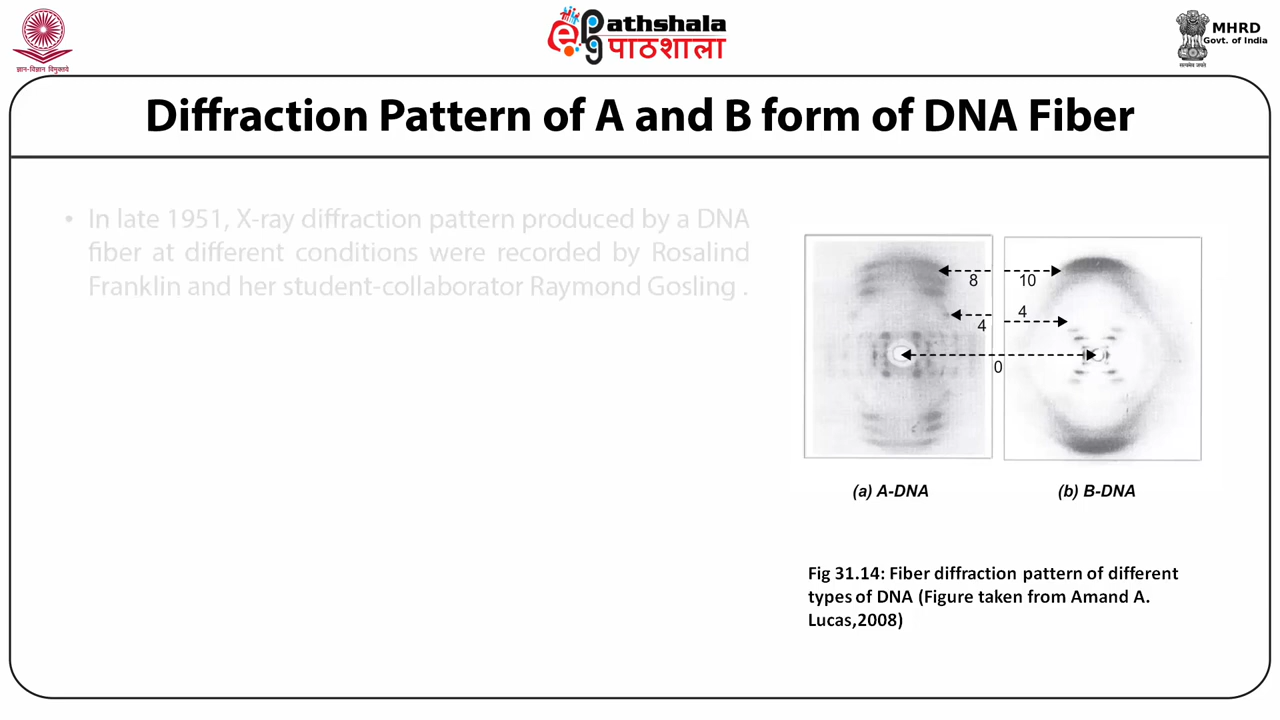 ज्ञान-विज्ञान विमुक्तये
ePathshala
पाठशाला
MHRD
Govt. of India
सत्यमेव जयते
Diffraction Pattern of A and B form of DNA Fiber
• In late 1951, X-ray diffraction pattern produced by a DNA
fiber at different conditions were recorded by Rosalind
Franklin and her student-collaborator Raymond Gosling .
8 10
4 4
0
(a) A-DNA (b) B-DNA
Fig 31.14: Fiber diffraction pattern of different
types of DNA (Figure taken from Amand A.
Lucas,2008)